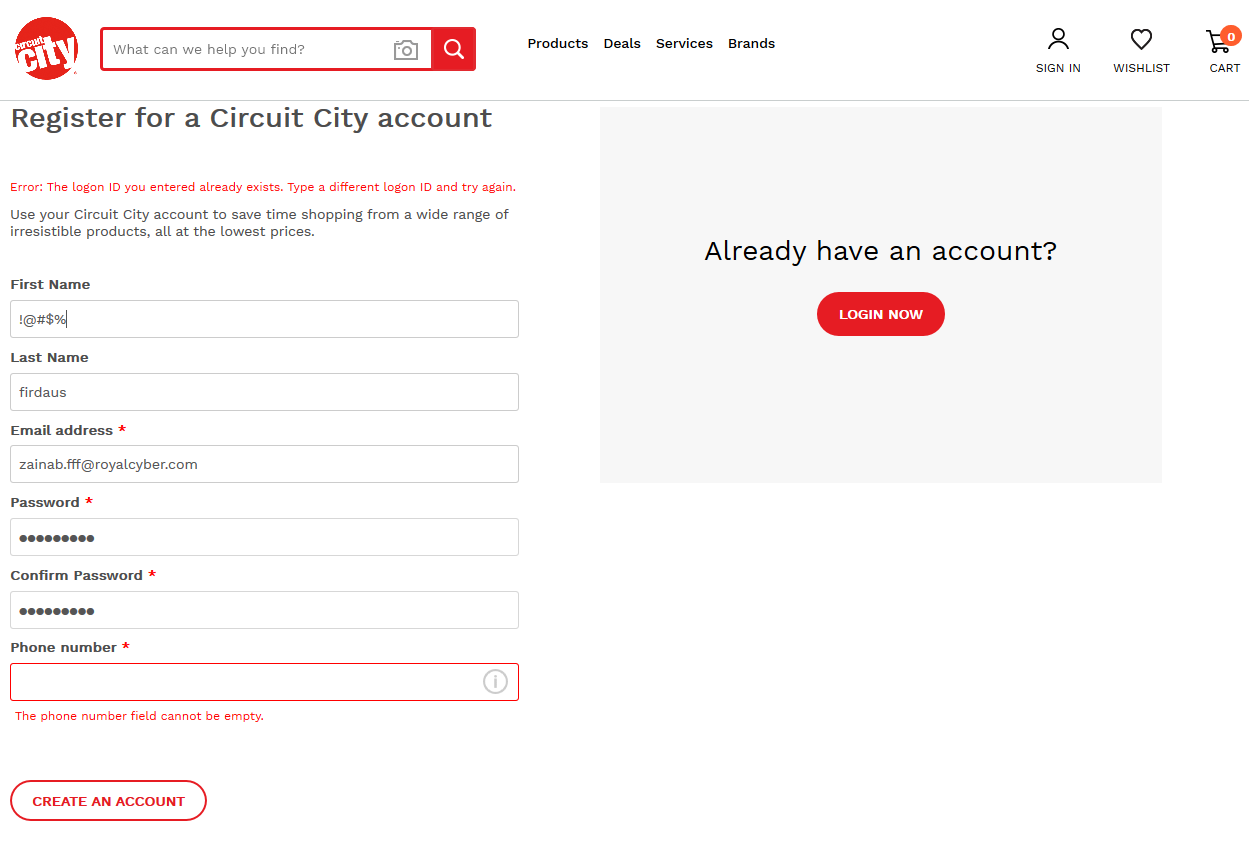 circuit
city
What can we help you find?
Products Deals Services Brands
SIGN IN
WISHLIST
0
CART
Register for a Circuit City account
Error: The logon ID you entered already exists. Type a different logon ID and try again.
Use your Circuit City account to save time shopping from a wide range of
irresistible products, all at the lowest prices.
First Name
!@#$%
Last Name
firdaus
Email address *
zainab.fff@royalcyber.com
Password *
●●●●●●●●●
Confirm Password *
●●●●●●●●●
Phone number *
The phone number field cannot be empty.
CREATE AN ACCOUNT
Already have an account?
LOGIN NOW